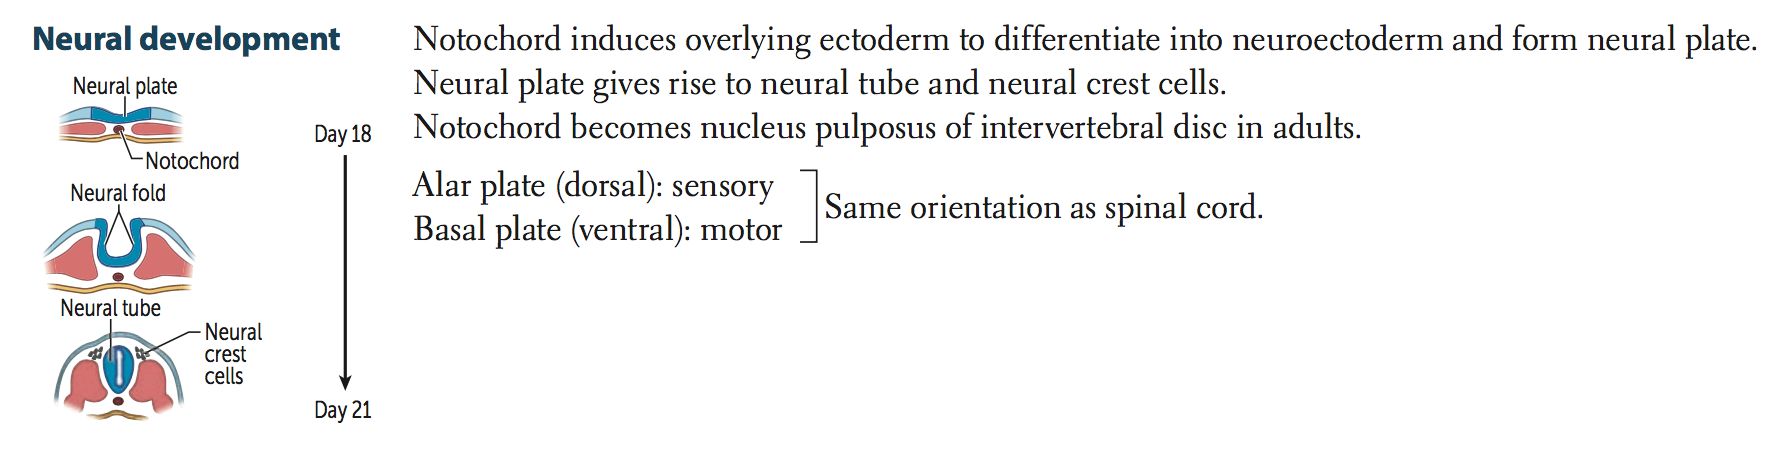 Neural development
Neural plate
Notochord
Neural fold
Neural tube
Neural
crest
cells
Day 18
Day 21
Notochord induces overlying ectoderm to differentiate into neuroectoderm and form neural plate.
Neural plate gives rise to neural tube and neural crest cells.
Notochord becomes nucleus pulposus of intervertebral disc in adults.
Alar plate (dorsal): sensory
Basal plate (ventral): motor
Same orientation as spinal cord.